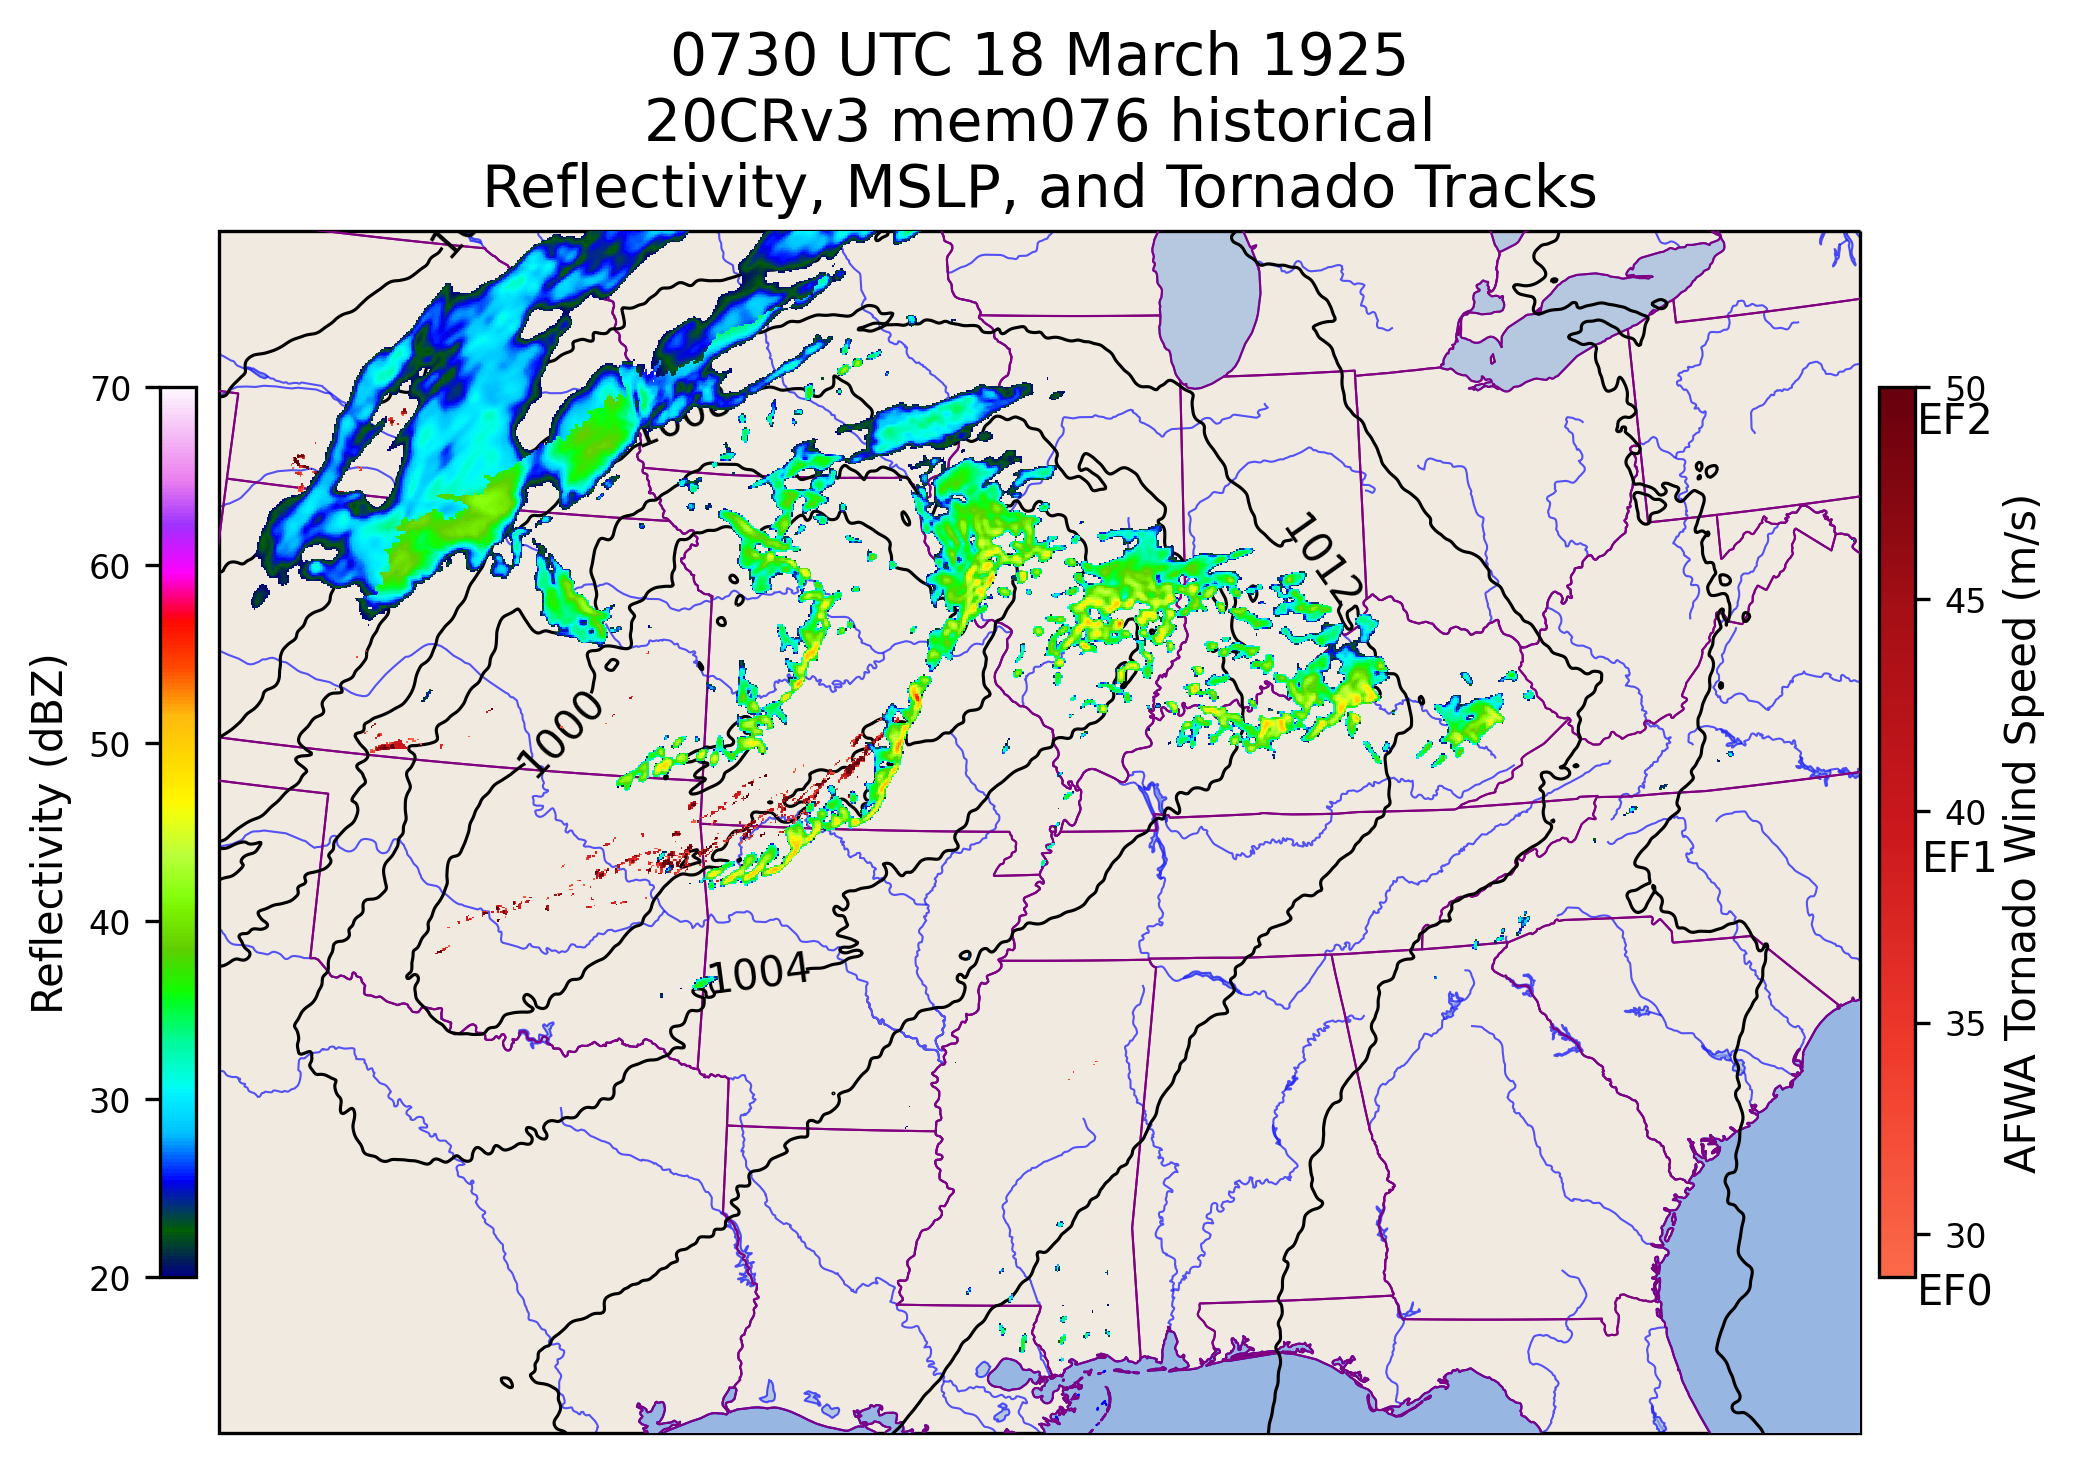 0730 UTC 18 March 1925
20CRv3 mem076 historical
Reflectivity, MSLP, and Tornado Tracks
70
60
50
40
30
20
Reflectivity (dBZ)
1012
1000
1004
50
EF2
45
40
EF1
35
30
EF0
AFWA Tornado Wind Speed (m/s)